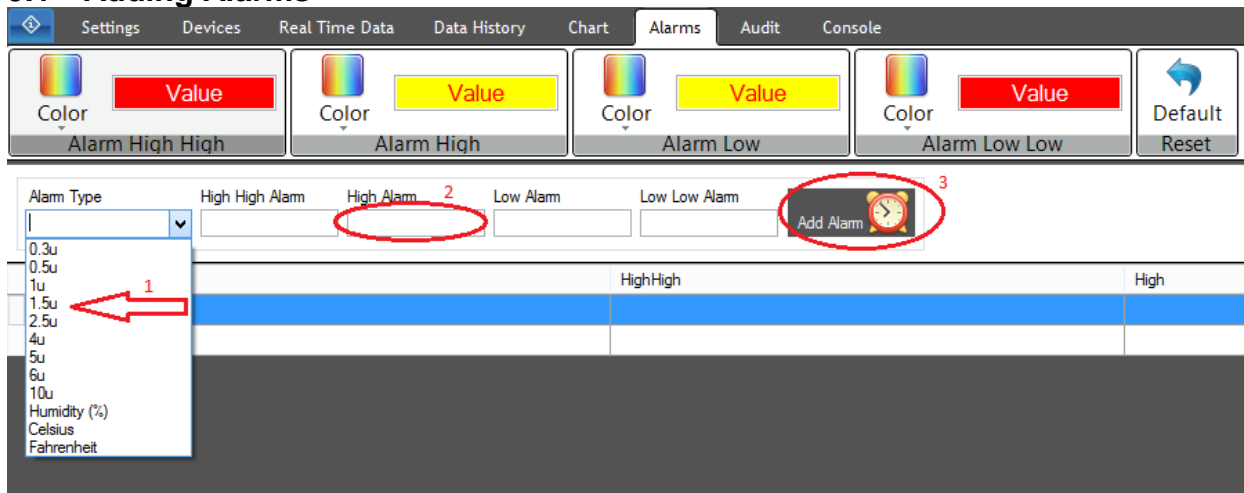 Adding Alarms
Settings Devices Real Time Data Data History Chart Alarms Audit Console
Value Value Value Value
Color Color Color Color Default
Alarm High High Alarm High Alarm Low Alarm Low Low Reset
Alarm Type High High Alarm High Alarm 2 Low Alarm Low Low Alarm 3
Add Alarm
0.3u
0.5u
HighHigh High
1u
1
1.5u
2.5u
4u
5u
6u
10u
Humidity (%)
Celsius
Fahrenheit